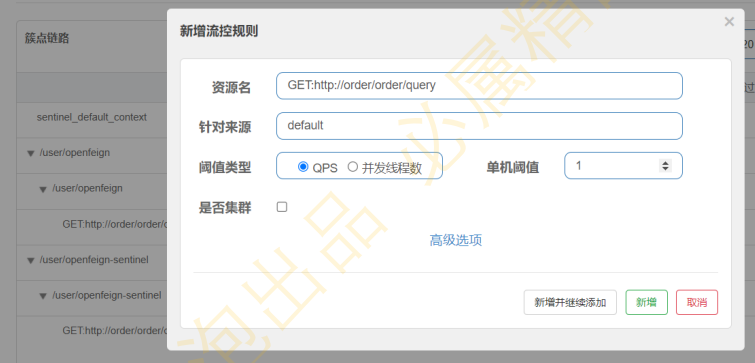 簇点链路
20
过
sentinel_default_context
/user/openfeign
/user/openfeign
GET:http://order/order/
/user/openfeign-sentinel
/user/openfeign-sentinel
GET:http://order/order/
新增流控规则
×
资源名 GET:http://order/order/query
针对来源 default
阈值类型 QPS 并发线程数 单机阈值 1
是否集群
高级选项
新增并继续添加 新增 取消
出品 必属精